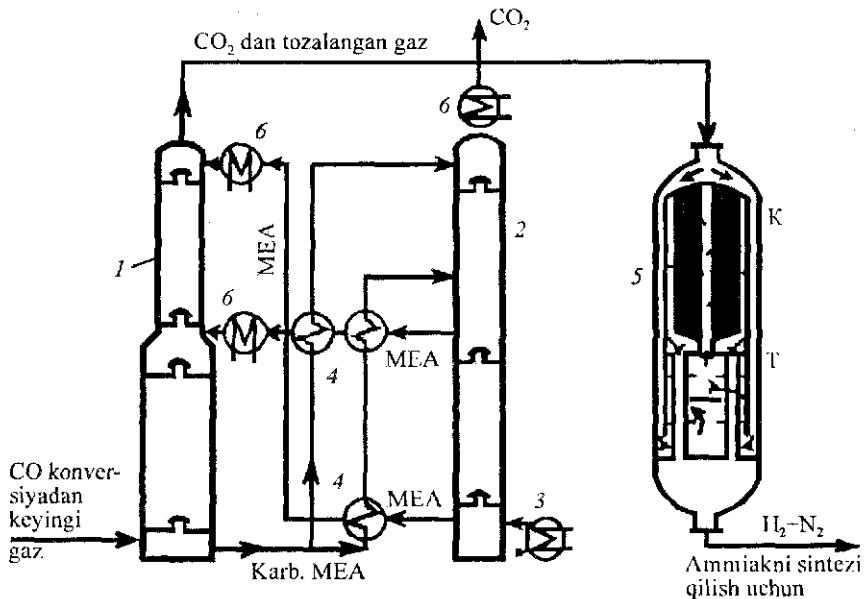 CO₂
CO₂ dan tozalangan gaz
6
6
К
2
MEA
1
5
6
T
MEA
4
4
CO konver-
siyadan
keyingi
gaz
MEA
3
H₂–N₂
Karb. MEA
Ammiakni sintezi
qilish uchun